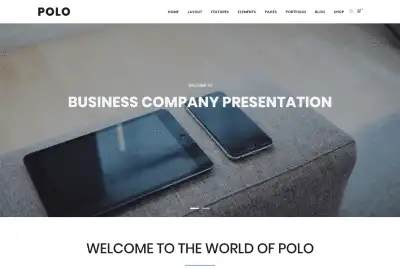 POLO
HOME LAYOUT FEATURES ELEMENTS PAGES PORTFOLIO BLOG SHOP
WELCOME TO
BUSINESS COMPANY PRESENTATION
WELCOME TO THE WORLD OF POLO